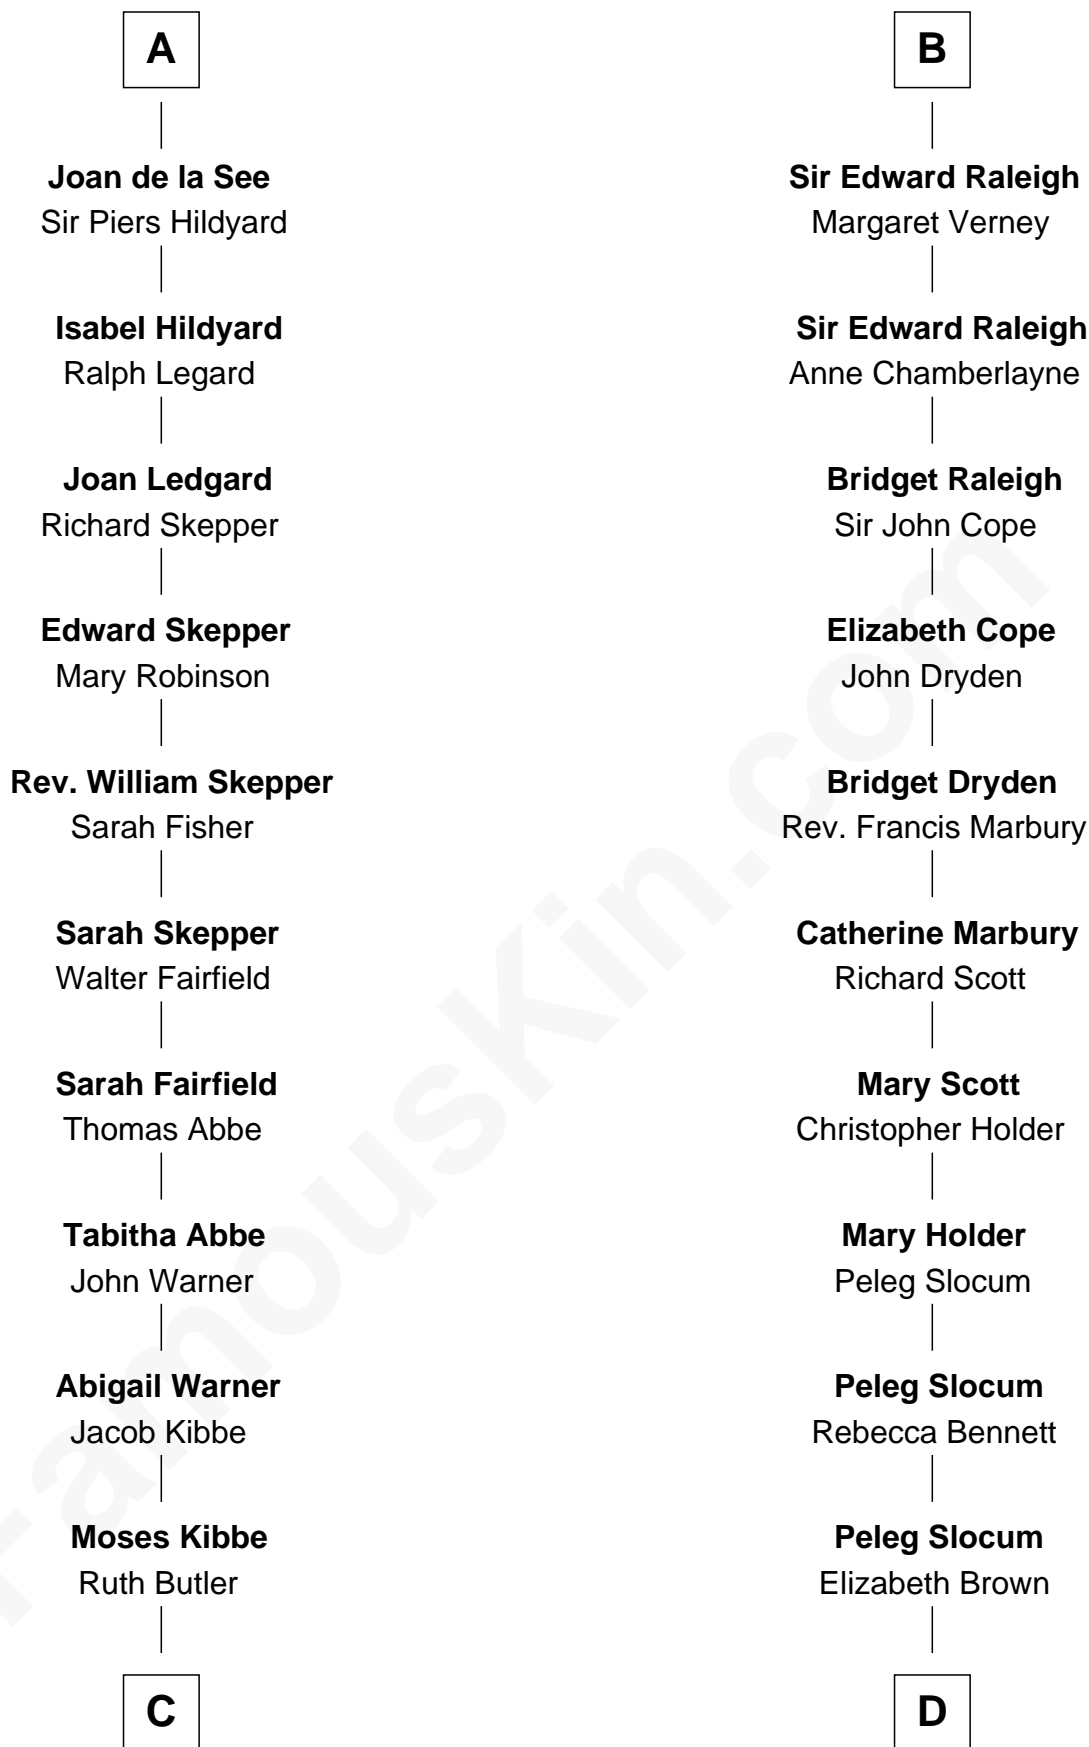 A
Joan de la See
Sir Piers Hildyard
Isabel Hildyard
Ralph Legard
Joan Ledgard
Richard Skepper
Edward Skepper
Mary Robinson
Rev. William Skepper
Sarah Fisher
Sarah Skepper
Walter Fairfield
Sarah Fairfield
Thomas Abbe
Tabitha Abbe
John Warner
Abigail Warner
Jacob Kibbe
Moses Kibbe
Ruth Butler
C
B
Sir Edward Raleigh
Margaret Verney
Sir Edward Raleigh
Anne Chamberlayne
Bridget Raleigh
Sir John Cope
Elizabeth Cope
John Dryden
Bridget Dryden
Rev. Francis Marbury
Catherine Marbury
Richard Scott
Mary Scott
Christopher Holder
Mary Holder
Peleg Slocum
Peleg Slocum
Rebecca Bennett
Peleg Slocum
Elizabeth Brown
D
FamousKin.com